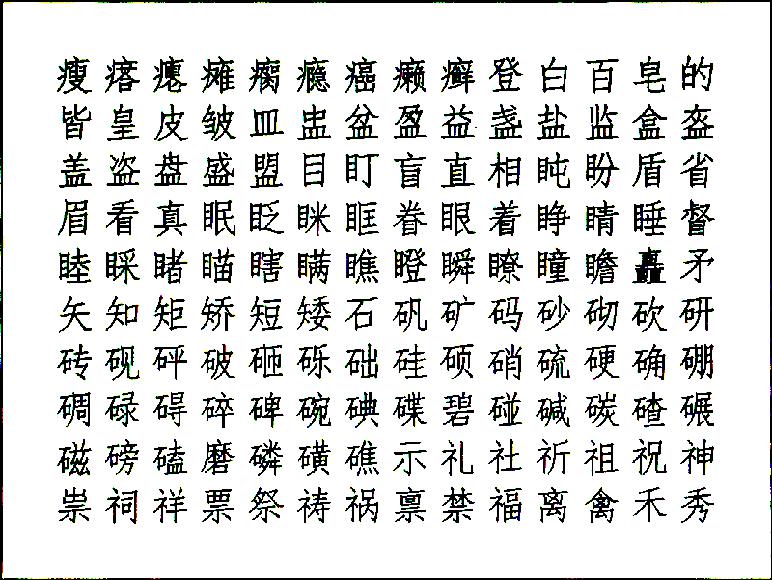 瘦瘩瘪瘫瘸瘾癌癞癣登白百皂的
皆皇皮皱皿盅盆盈益盏盐监盒盔
盖盗盘盛盟目盯盲直相盹盼盾省
眉看真眠眨眯眶眷眼着睁睛睡督
睦睬睹瞄瞎瞒瞧瞪瞬瞭瞳瞻矗矛
矢知矩矫短矮石矾矿码砂砌砍研
砖砚砰破砸砾础硅硕硝硫硬确硼
碉碌碍碎碑碗碘碟碧碰碱碳碴碾
磁磅磕磨磷磺礁示礼社祈祖祝神
祟祠祥票祭祷祸禀禁福离禽禾秀